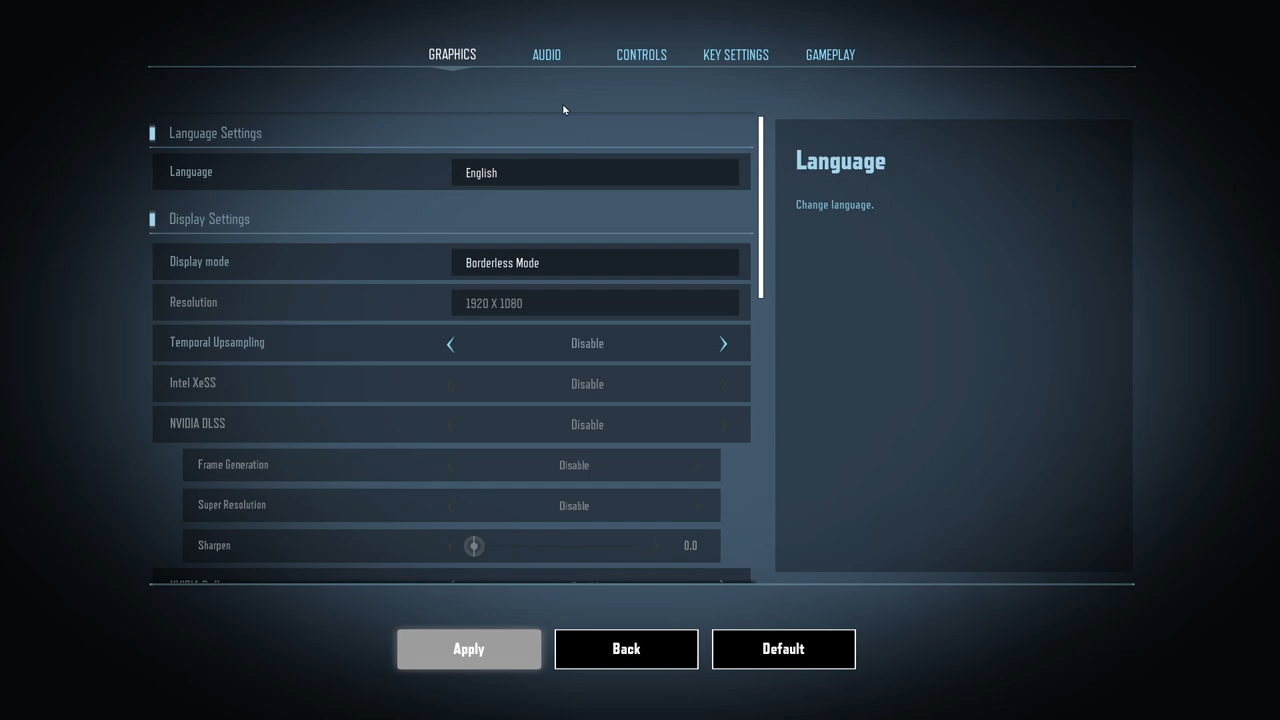 GRAPHICS AUDIO CONTROLS KEY SETTINGS GAMEPLAY
Language Settings
Language English
Display Settings
Display mode Borderless Mode
Resolution 1920 X 1080
Temporal Upsampling Disable
Intel XeSS Disable
NVIDIA DLSS Disable
Frame Generation Disable
Super Resolution Disable
Sharpen 0.0
NVIDIA
Language
Change language.
Apply Back Default